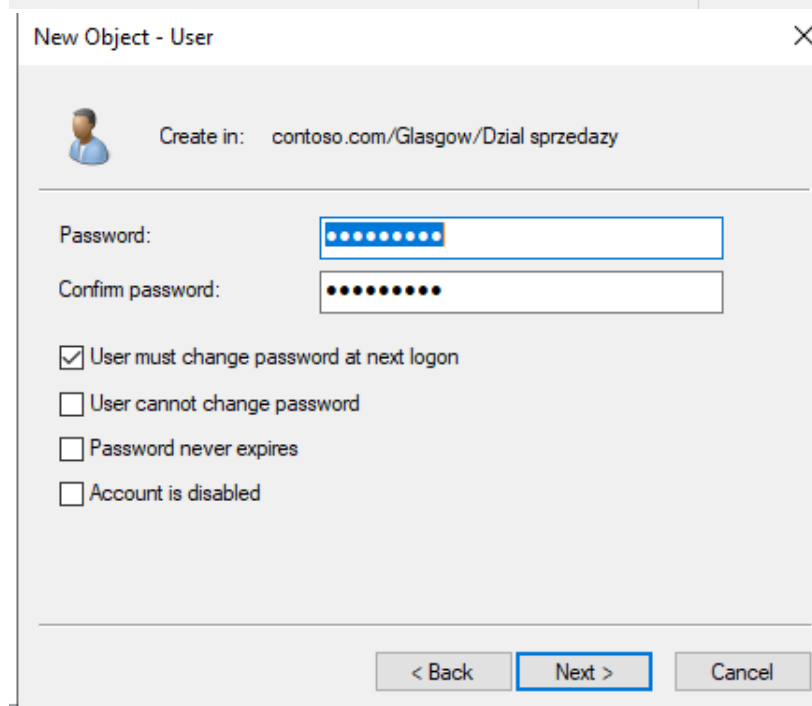 New Object - User
Create in: contoso.com/Glasgow/Dzial sprzedazy
Password:
Confirm password:
User must change password at next logon
User cannot change password
Password never expires
Account is disabled
< Back Next > Cancel